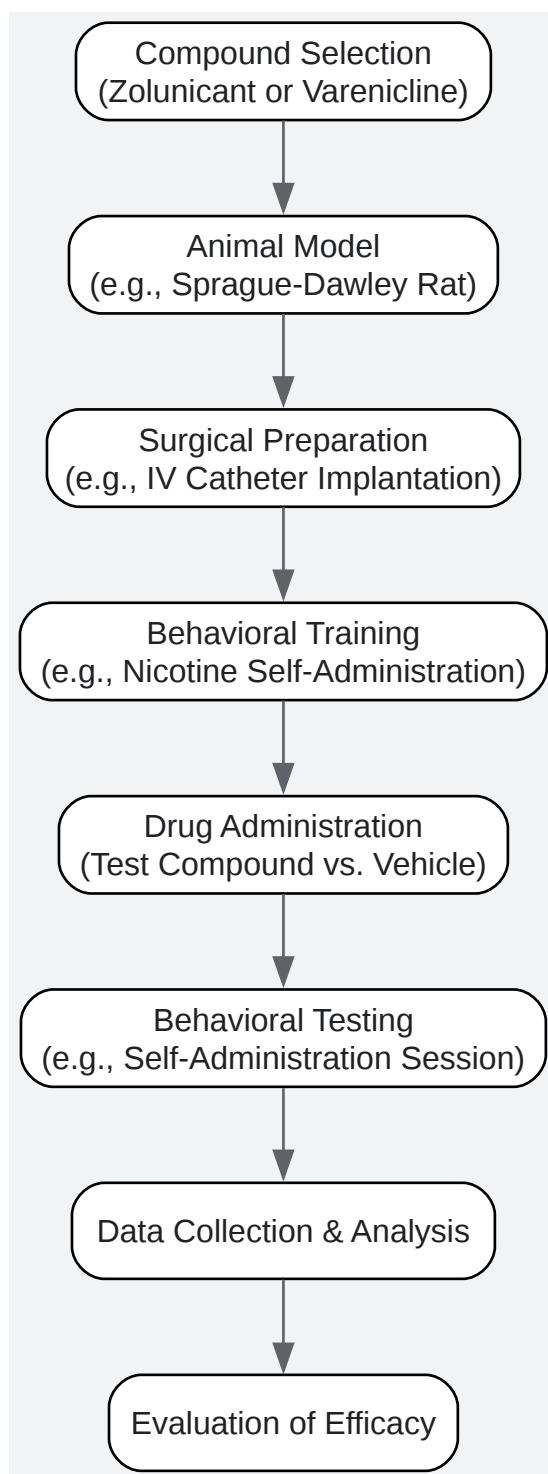 Compound Selection
(Zolunicant or Varenicline)
Animal Model
(e.g., Sprague-Dawley Rat)
Surgical Preparation
(e.g., IV Catheter Implantation)
Behavioral Training
(e.g., Nicotine Self-Administration)
Drug Administration
(Test Compound vs. Vehicle)
Behavioral Testing
(e.g., Self-Administration Session)
Data Collection & Analysis
Evaluation of Efficacy